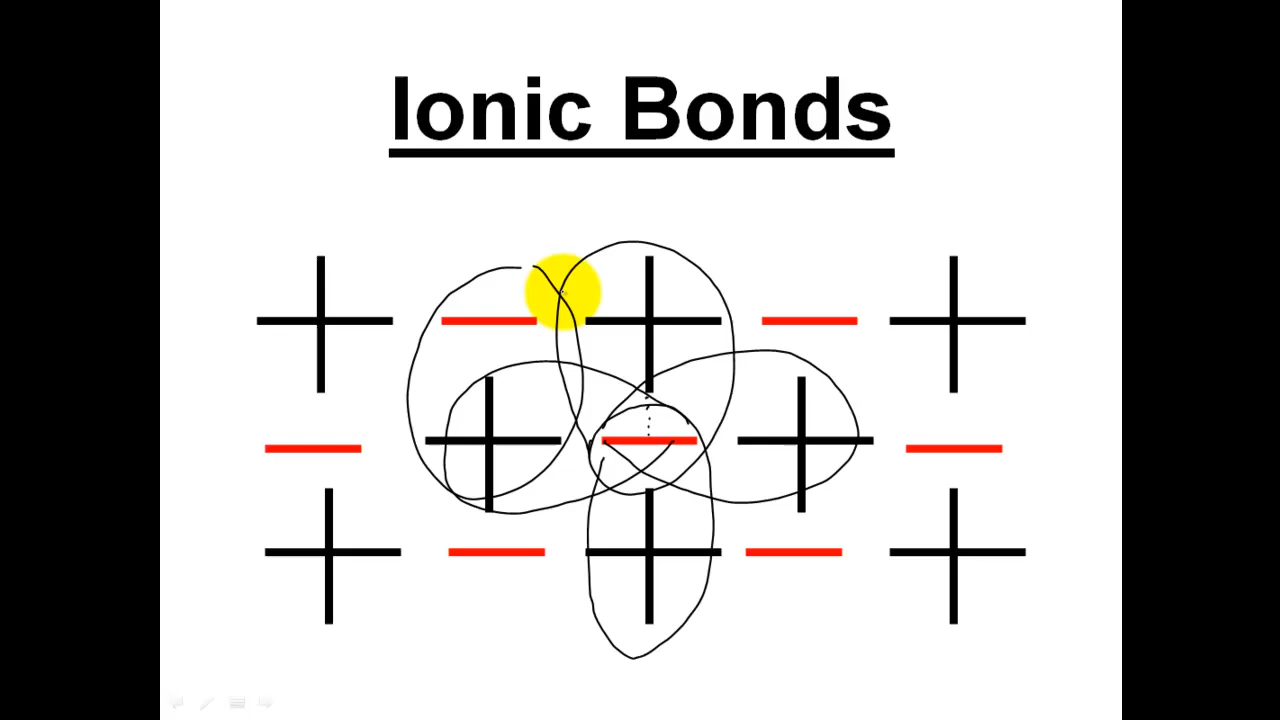 Ionic Bonds
+ - + - +
- + - + -
+ - + - +